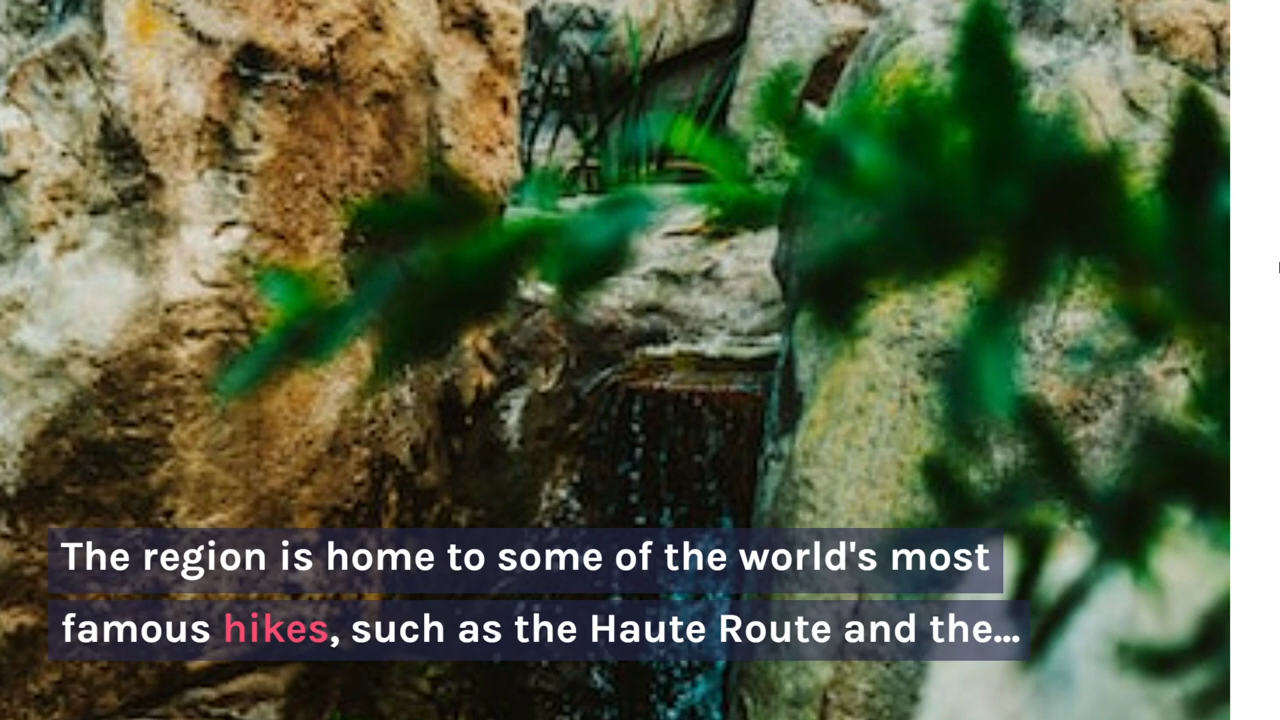 The region is home to some of the world's most
famous hikes, such as the Haute Route and the...